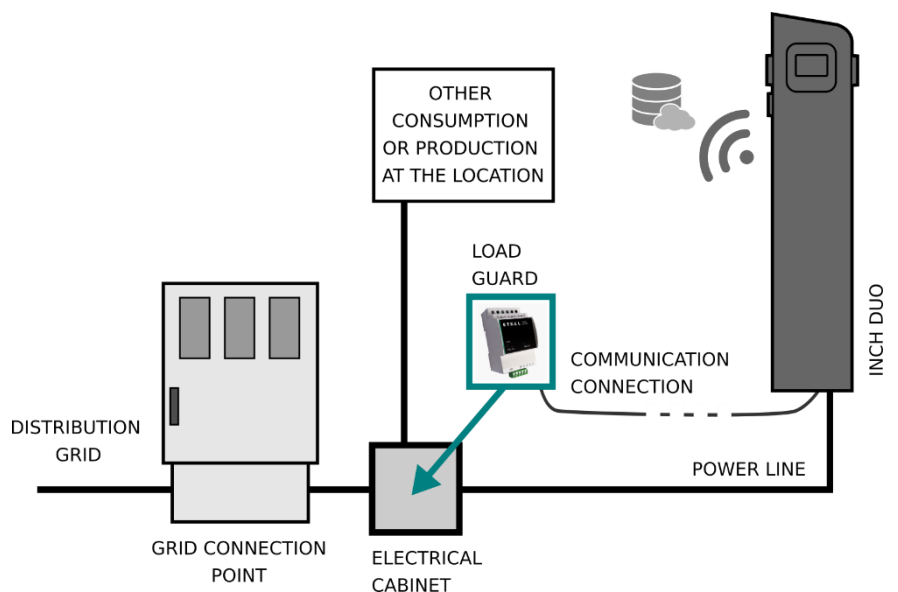 OTHER
CONSUMPTION
OR PRODUCTION
AT THE LOCATION
LOAD
GUARD
COMMUNICATION
CONNECTION
INCH DUO
DISTRIBUTION
GRID
POWER LINE
GRID CONNECTION
POINT
ELECTRICAL
CABINET